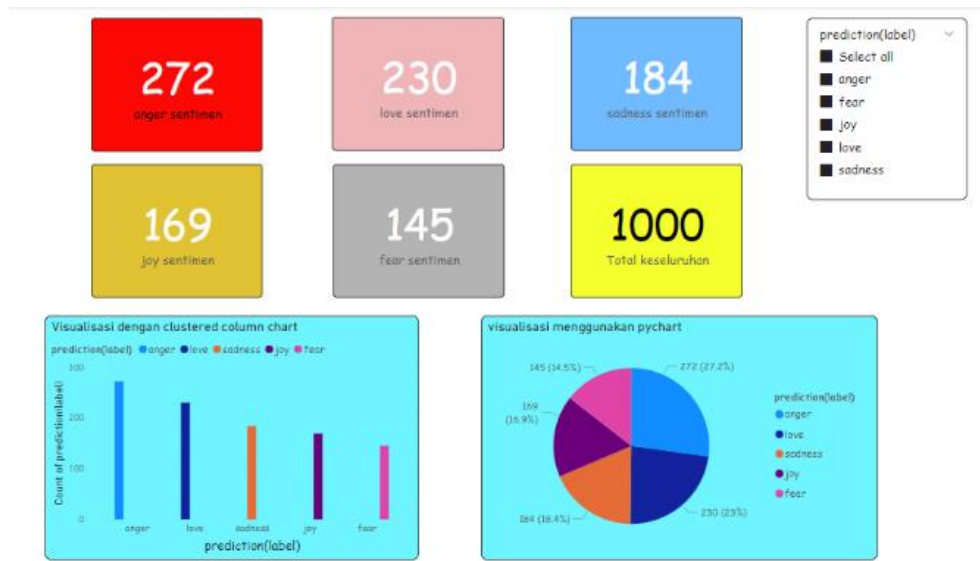 272
anger sentimen
230
love sentimen
184
sadness sentimen
prediction(label)
Select all
anger
fear
joy
love
sadness
169
joy sentimen
145
fear sentimen
1000
Total keseluruhan
Visualisasi dengan clustered column chart
prediction(label) anger love sadness joy fear
300
200
100
0
Count of prediction(label)
anger love sadness joy fear
prediction(label)
visualisasi menggunakan pychart
145 (14.5%)
272 (27.2%)
169
(16.9%)
184 (18.4%)
230 (23%)
prediction(label)
anger
love
sadness
joy
fear